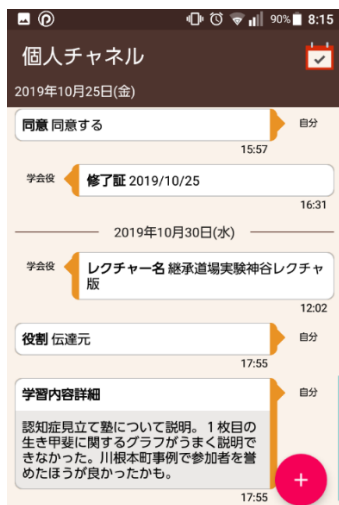 90% 8:15
個人チャネル
2019年10月25日(金)
同意 同意する
自分
15:57
学会役
修了証 2019/10/25
16:31
2019年10月30日(水)
学会役
レクチャー名 継承道場実験神谷レクチャ
版
12:02
役割 伝達元
自分
17:55
学習内容詳細
自分
認知症見立て塾について説明。１枚目の
生き甲斐に関するグラフがうまく説明で
きなかった。川根本町事例で参加者を誉
めたほうが良かったかも。
17:55